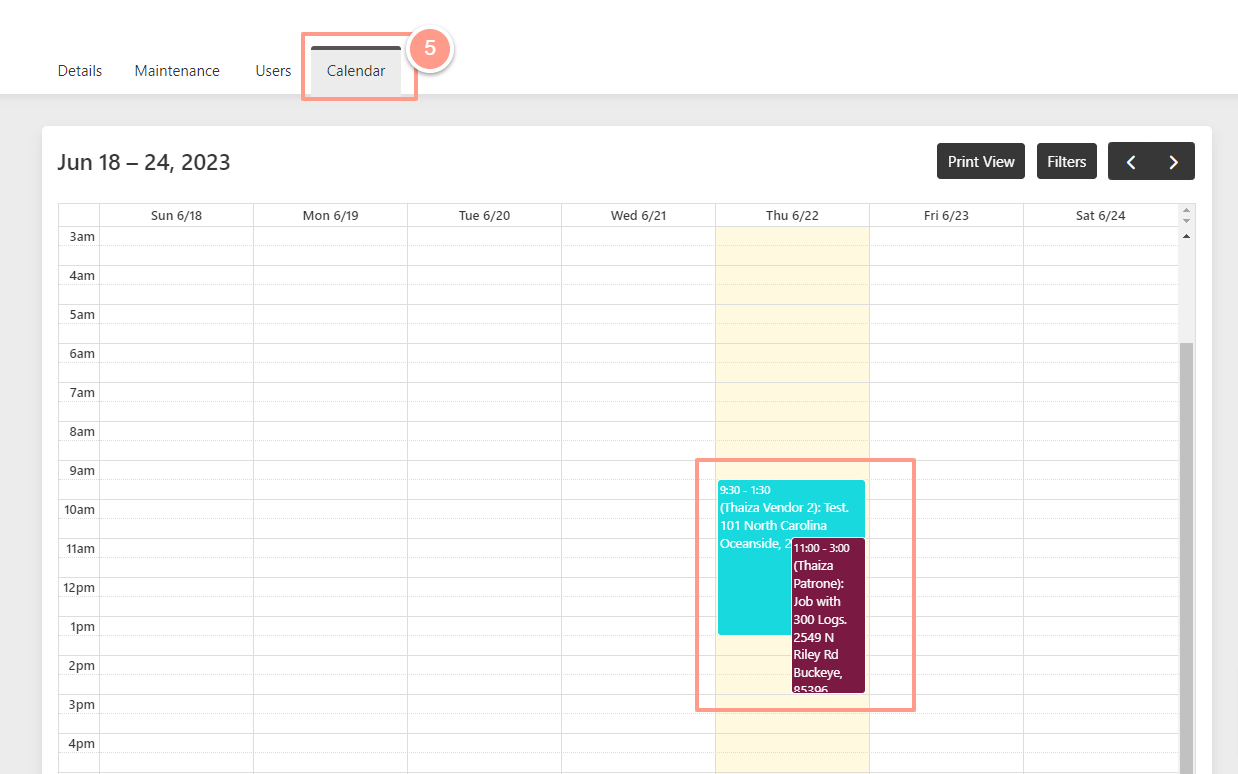 5
Details Maintenance Users Calendar
Jun 18 – 24, 2023
Print View Filters
Sun 6/18 Mon 6/19 Tue 6/20 Wed 6/21 Thu 6/22 Fri 6/23 Sat 6/24
3am
4am
5am
6am
7am
8am
9am
10am
11am
12pm
1pm
2pm
3pm
4pm
9:30 - 1:30
(Thaiza Vendor 2): Test.
101 North Carolina
Oceanside, 2
11:00 - 3:00
(Thaiza
Patrone):
Job with
300 Logs.
2549 N
Riley Rd
Buckeye,
85396